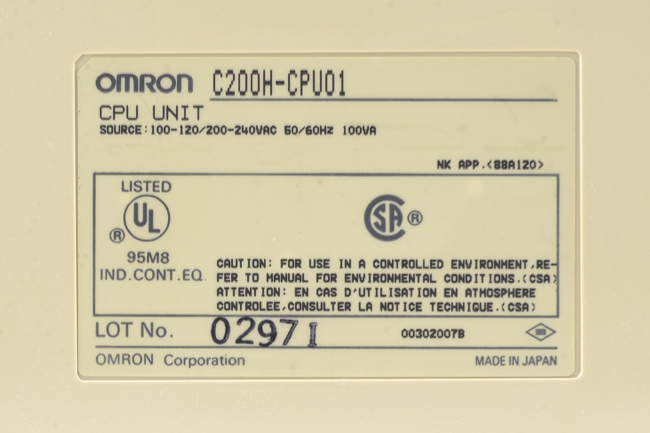 OMRON C200H-CPU01
CPU UNIT
SOURCE:100-120/200-240VAC 50/60Hz 100VA
NK APP.<88A120>
LISTED
UL ®
SA ®
95M8
IND.CONT.EQ.
CAUTION: FOR USE IN A CONTROLLED ENVIRONMENT,RE-
FER TO MANUAL FOR ENVIRONMENTAL CONDITIONS.(CSA)
ATTENTION: EN CAS D'UTILISATION EN ATMOSPHERE
CONTROLEE,CONSULTER LA NOTICE TECHNIQUE.(CSA)
LOT No. 02971
00302007B
OMRON Corporation
MADE IN JAPAN